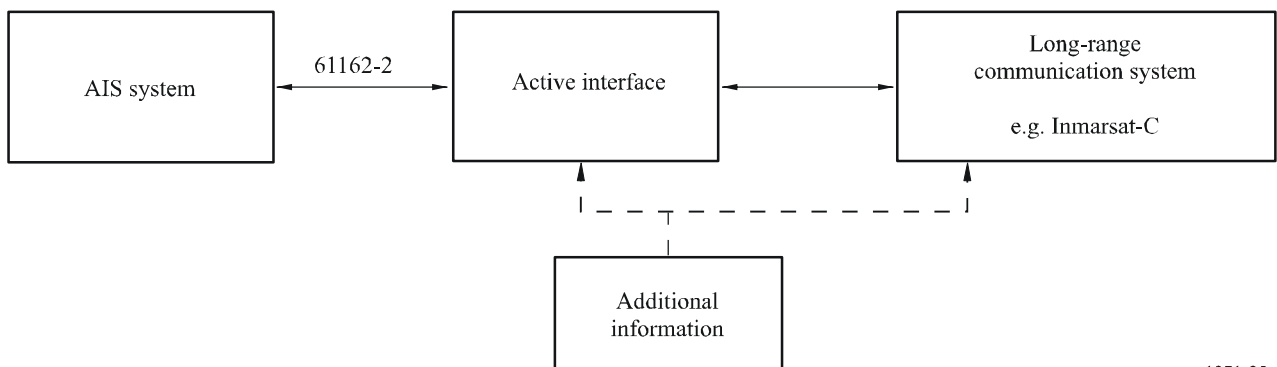 AIS system
61162-2
Active interface
Long-range
communication system
e.g. Inmarsat-C
Additional
information